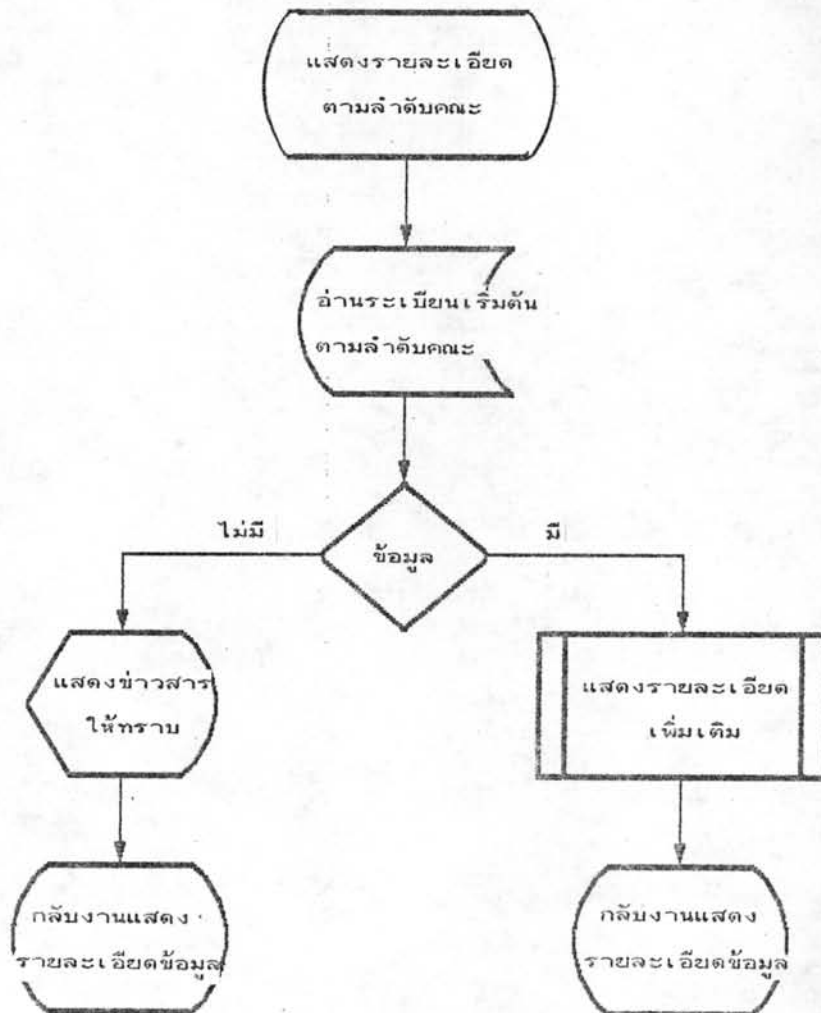 แสดงรายละเอียด
ตามลำดับคณะ
อ่านระเบียนเริ่มต้น
ตามลำดับคณะ
ไม่มี
มี
ข้อมูล
แสดงข่าวสาร
ให้ทราบ
แสดงรายละเอียด
เพิ่มเติม
กลับงานแสดง
รายละเอียดข้อมูล
กลับงานแสดง
รายละเอียดข้อมูล